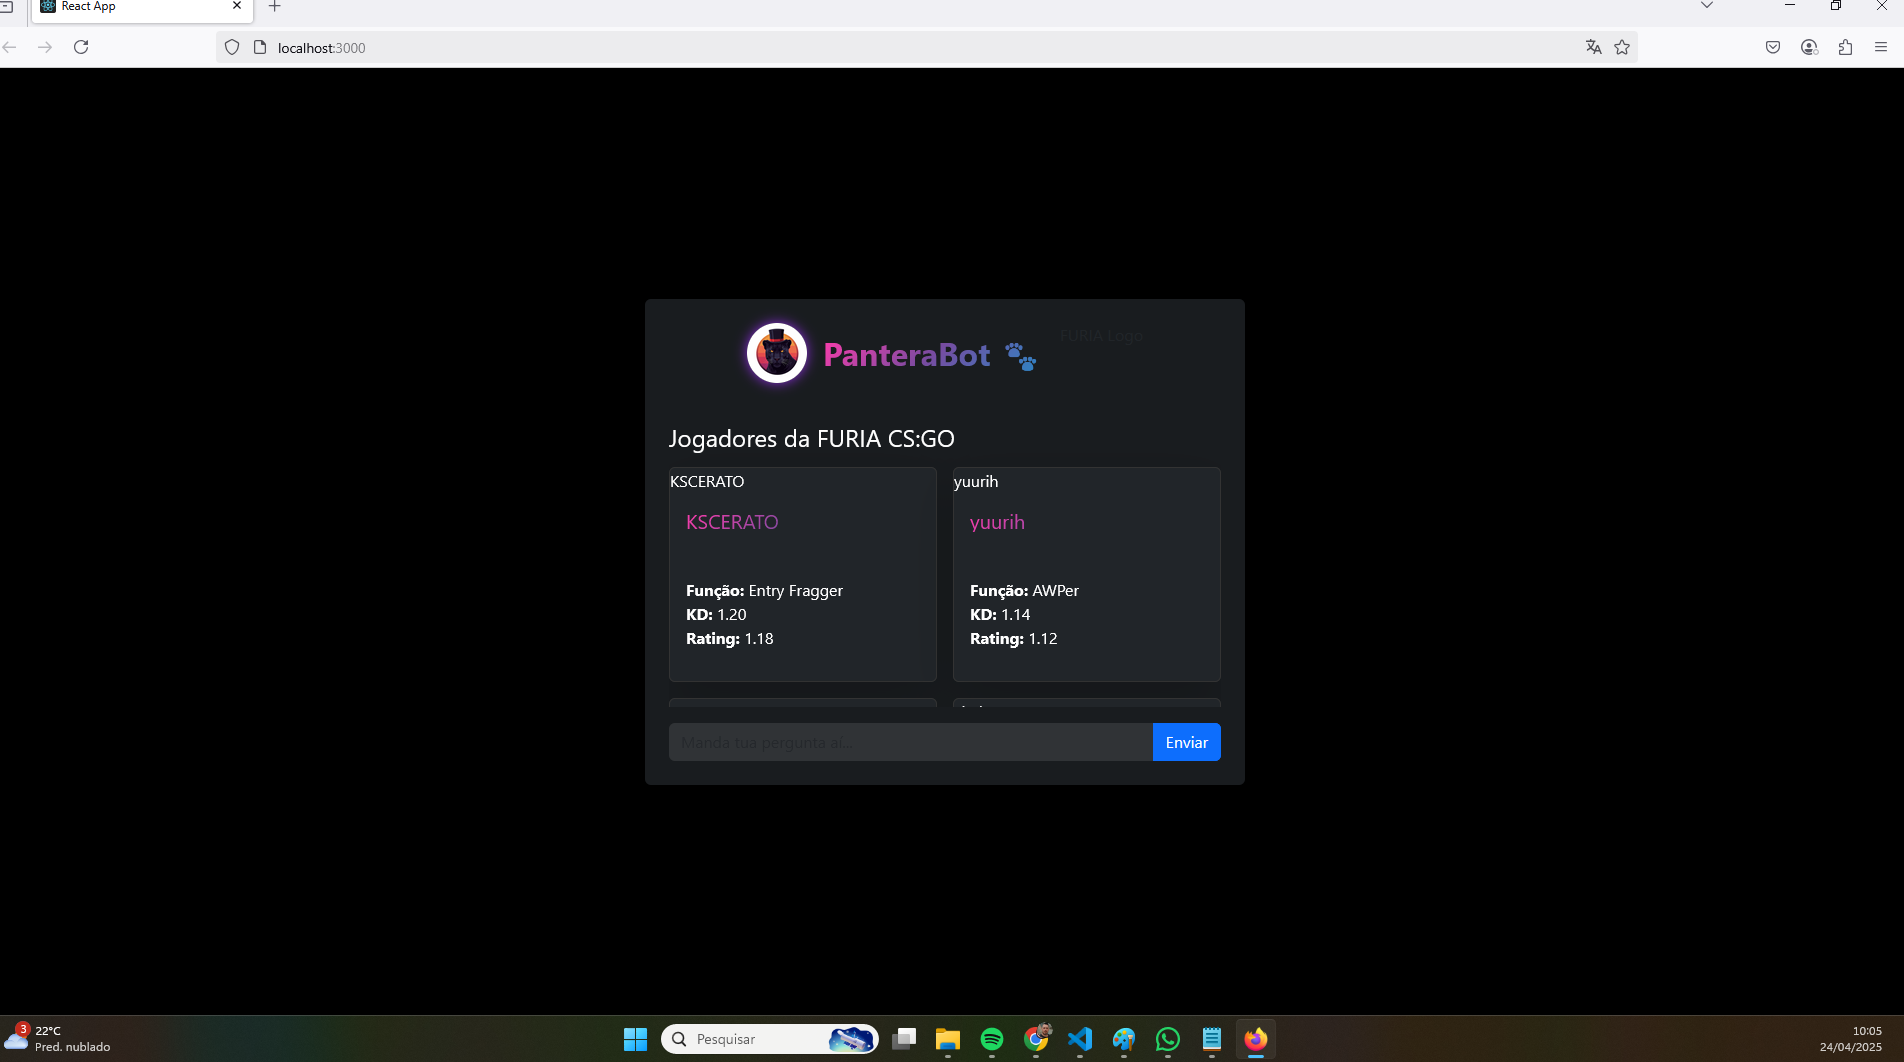 React App
localhost:3000
PanteraBot
FURIA Logo
Jogadores da FURIA CS:GO
KSCERATO
KSCERATO
Função: Entry Fragger
KD: 1.20
Rating: 1.18
yuurih
yuurih
Função: AWPer
KD: 1.14
Rating: 1.12
Manda tua pergunta aí...
Enviar
3
22°C
Pred. nublado
Pesquisar
10:05
24/04/2025